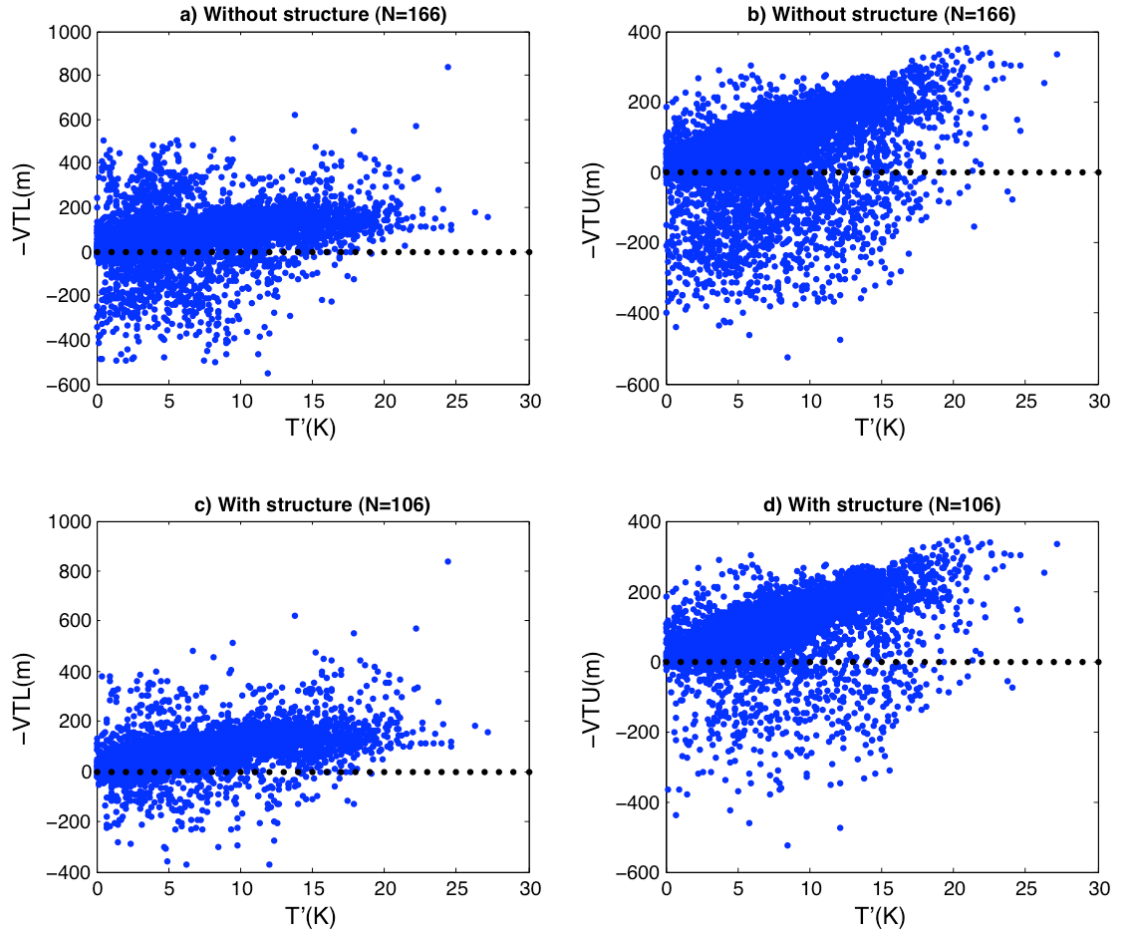 a) Without structure (N=166)
1000
800
600
400
200
0
−200
−400
−600
−VTL(m)
0 5 10 15 20 25 30
T'(K)
b) Without structure (N=166)
400
200
0
−200
−400
−600
−VTU(m)
0 5 10 15 20 25 30
T'(K)
c) With structure (N=106)
1000
800
600
400
200
0
−200
−400
−VTL(m)
0 5 10 15 20 25 30
T'(K)
d) With structure (N=106)
400
200
0
−200
−400
−600
−VTU(m)
0 5 10 15 20 25 30
T'(K)